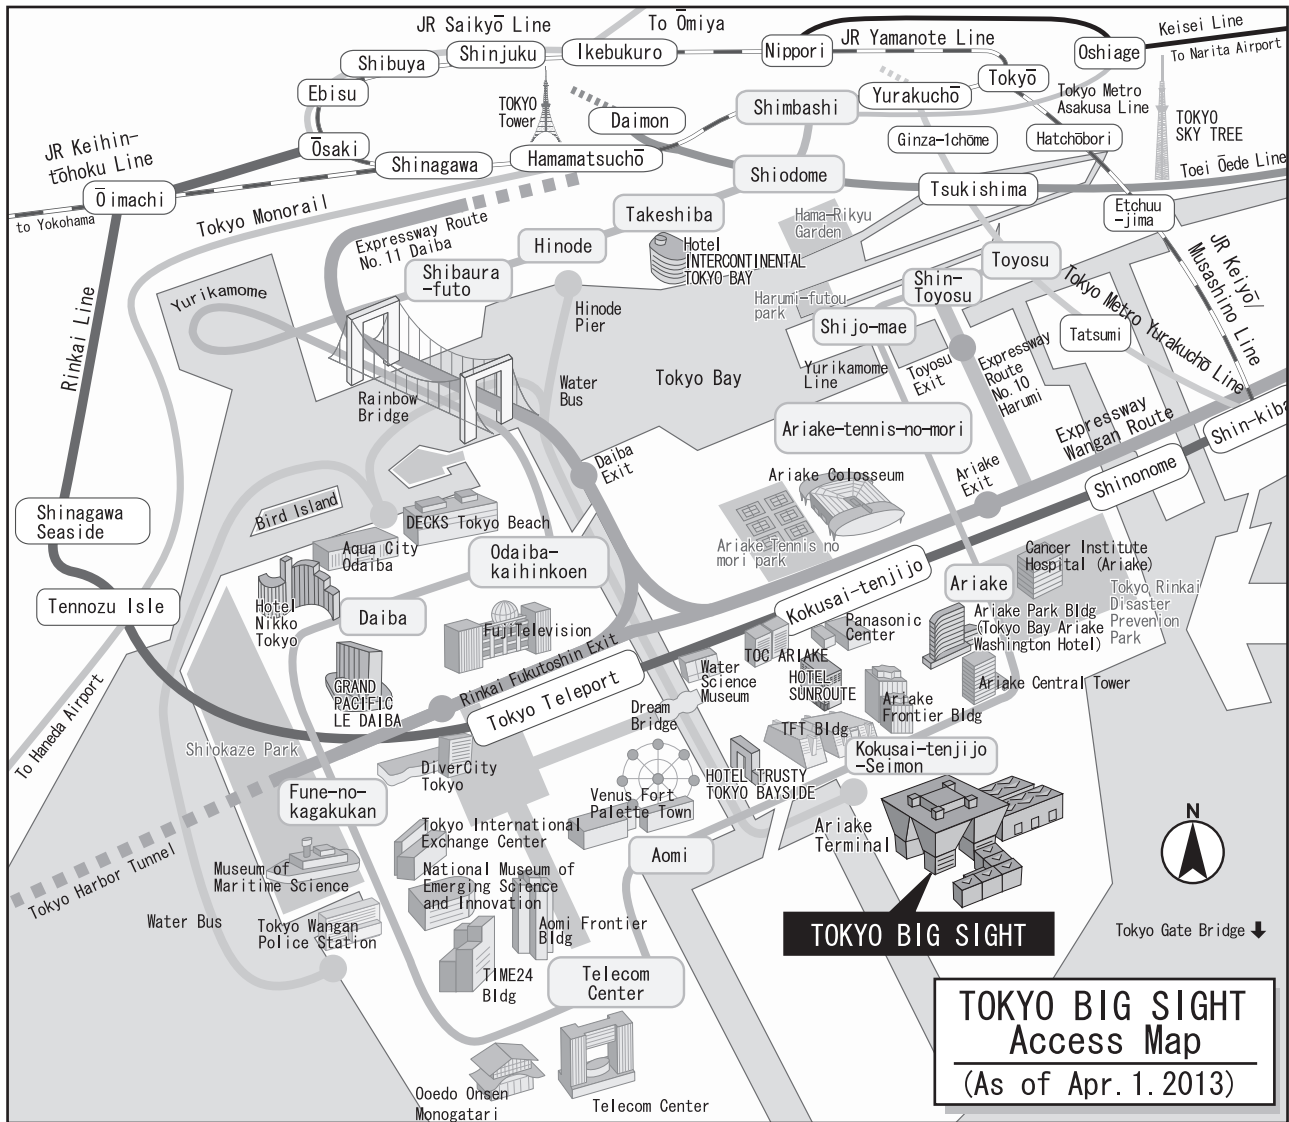 JR Saikyō Line
To Ōmiya
Keisei Line
To Narita Airport
Shibuya
Shinjuku
Ikebukuro
Nippori
JR Yamanote Line
Oshiage
Ebisu
TOKYO
Tower
Daimon
Shimbashi
Yurakuchō
Tokyō
Tokyo Metro
Asakusa Line
TOKYO
SKY TREE
JR Keihin-
tōhoku Line
Ōsaki
Shinagawa
Hamamatsuchō
Ginza-1chōme
Hatchōbori
Toei Ōede Line
Ōimachi
to Yokohama
Tokyo Monorail
Shiodome
Tsukishima
Etchuu
-jima
Expressway Route
No.11 Daiba
Takeshiba
Hinode
Hama-Rikyu
Garden
Hotel
INTERCONTINENTAL
TOKYO BAY
Shibaura
-futo
Toyosu
Shin-
Toyosu
JR Keiyō/
Musashino Line
Yurikamome
Hinode
Pier
Harumi-futou
park
Shijo-mae
Tokyo Metro Yurakuchō Line
Tatsumi
Rinkai Line
Rainbow
Bridge
Water
Bus
Tokyo Bay
Yurikamome
Line
Toyosu
Exit
Expressway
Route
No.10
Harumi
Expressway
Wangan Route
Shin-kiba
Ariake-tennis-no-mori
Daiba
Exit
Ariake Colosseum
Ariake
Exit
Shinonome
Shinagawa
Seaside
Bird Island
DECKS Tokyo Beach
Aqua City
Odaiba
Odaiba-
kaihinkoen
Ariake Tennis no
mori park
Kokusai-tenjijo
Ariake
Cancer Institute
Hospital (Ariake)
Tokyo Rinkai
Disaster
Prevenion
Park
Tennozu Isle
Hotel
Nikko
Tokyo
Daiba
FujiTelevision
Panasonic
Center
Ariake Park Bldg
(Tokyo Bay Ariake
Washington Hotel)
TOC ARIAKE
Rinkai Fukutoshin Exit
Water
Science
Museum
HOTEL
SUNROUTE
Ariake Central Tower
GRAND
PACIFIC
LE DAIBA
Tokyo Teleport
Dream
Bridge
Ariake
Frontier Bldg
TFT Bldg
To Haneda Airport
Shiokaze Park
DiverCity
Tokyo
Kokusai-tenjijo
-Seimon
HOTEL TRUSTY
TOKYO BAYSIDE
Fune-no-
kagakukan
Venus Fort
Palette Town
Ariake
Terminal
Tokyo International
Exchange Center
Aomi
N
Tokyo Harbor Tunnel
Museum of
Maritime Science
National Museum of
Emerging Science
and Innovation
Water Bus
Tokyo Wangan
Police Station
Aomi Frontier
Bldg
TOKYO BIG SIGHT
Tokyo Gate Bridge
TIME24
Bldg
Telecom
Center
TOKYO BIG SIGHT
Access Map
(As of Apr.1.2013)
Ooedo Onsen
Monogatari
Telecom Center